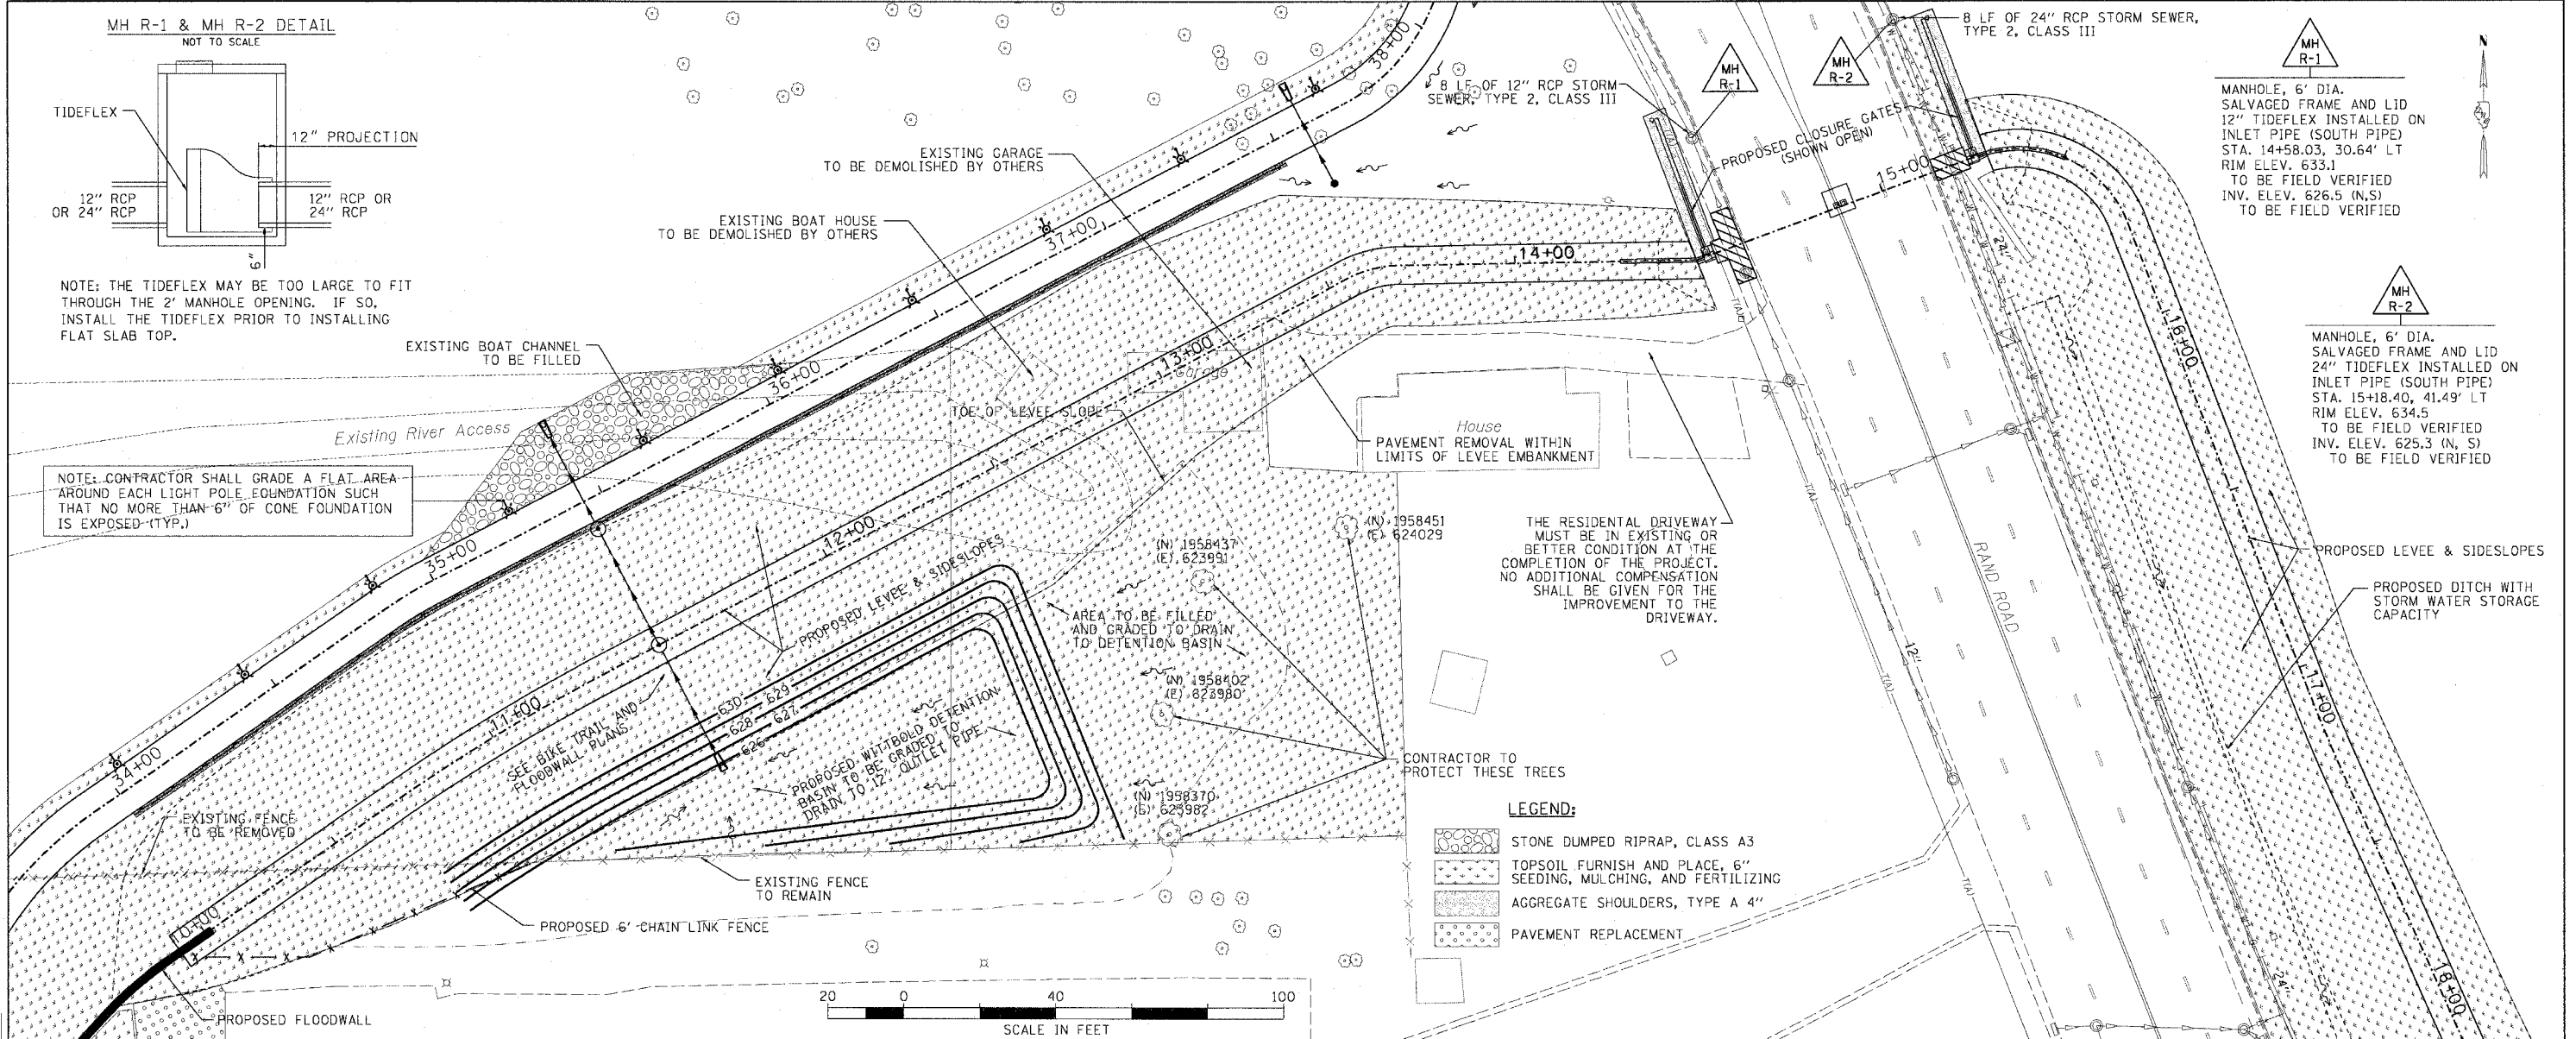 MH R-1 & MH R-2 DETAIL
NOT TO SCALE
TIDEFLEX
12" PROJECTION
12" RCP
OR 24" RCP
12" RCP OR
24" RCP
6"
NOTE: THE TIDEFLEX MAY BE TOO LARGE TO FIT
THROUGH THE 2' MANHOLE OPENING. IF SO,
INSTALL THE TIDEFLEX PRIOR TO INSTALLING
FLAT SLAB TOP.
EXISTING BOAT CHANNEL
TO BE FILLED
Existing River Access
NOTE: CONTRACTOR SHALL GRADE A FLAT AREA
AROUND EACH LIGHT POLE FOUNDATION SUCH
THAT NO MORE THAN 6" OF CONE FOUNDATION
IS EXPOSED (TYP.)
EXISTING BOAT HOUSE
TO BE DEMOLISHED BY OTHERS
EXISTING GARAGE
TO BE DEMOLISHED BY OTHERS
34+00
35+00
36+00
37+00
38+00
10+00
11+00
12+00
13+00
14+00
15+00
16+00
17+00
18+00
Garage
TOE OF LEVEE SLOPE
House
PAVEMENT REMOVAL WITHIN
LIMITS OF LEVEE EMBANKMENT
8 LF OF 12" RCP STORM
SEWER, TYPE 2, CLASS III
MH
R-1
MH
R-2
8 LF OF 24" RCP STORM SEWER,
TYPE 2, CLASS III
PROPOSED CLOSURE GATES
(SHOWN OPEN)
MH
R-1
MANHOLE, 6' DIA.
SALVAGED FRAME AND LID
12" TIDEFLEX INSTALLED ON
INLET PIPE (SOUTH PIPE)
STA. 14+58.03, 30.64' LT
RIM ELEV. 633.1
TO BE FIELD VERIFIED
INV. ELEV. 626.5 (N,S)
TO BE FIELD VERIFIED
N
MH
R-2
MANHOLE, 6' DIA.
SALVAGED FRAME AND LID
24" TIDEFLEX INSTALLED ON
INLET PIPE (SOUTH PIPE)
STA. 15+18.40, 41.49' LT
RIM ELEV. 634.5
TO BE FIELD VERIFIED
INV. ELEV. 625.3 (N, S)
TO BE FIELD VERIFIED
PROPOSED LEVEE & SIDESLOPES
PROPOSED DITCH WITH
STORM WATER STORAGE
CAPACITY
RAND ROAD
12"
24"
24"
T(A)
T(A)
T(A)
T(A)
THE RESIDENTAL DRIVEWAY
MUST BE IN EXISTING OR
BETTER CONDITION AT THE
COMPLETION OF THE PROJECT.
NO ADDITIONAL COMPENSATION
SHALL BE GIVEN FOR THE
IMPROVEMENT TO THE
DRIVEWAY.
(N) 1958451
(E) 624029
(N) 1958437
(E) 623991
(N) 1958402
(E) 623980
(N) 1958370
(E) 623982
CONTRACTOR TO
PROTECT THESE TREES
AREA TO BE FILLED
AND GRADED TO DRAIN
TO DETENTION BASIN
PROPOSED LEVEE & SIDESLOPES
630
629
628
627
626
SEE BIKE TRAIL AND
FLOODWALL PLANS
PROPOSED WITTBOLD DETENTION
BASIN TO BE GRADED TO
DRAIN TO 12" OUTLET PIPE
EXISTING FENCE
TO BE REMOVED
EXISTING FENCE
TO REMAIN
PROPOSED 6' CHAIN LINK FENCE
PROPOSED FLOODWALL
LEGEND:
STONE DUMPED RIPRAP, CLASS A3
TOPSOIL FURNISH AND PLACE, 6"
SEEDING, MULCHING, AND FERTILIZING
AGGREGATE SHOULDERS, TYPE A 4"
PAVEMENT REPLACEMENT
20 0 40 100
SCALE IN FEET